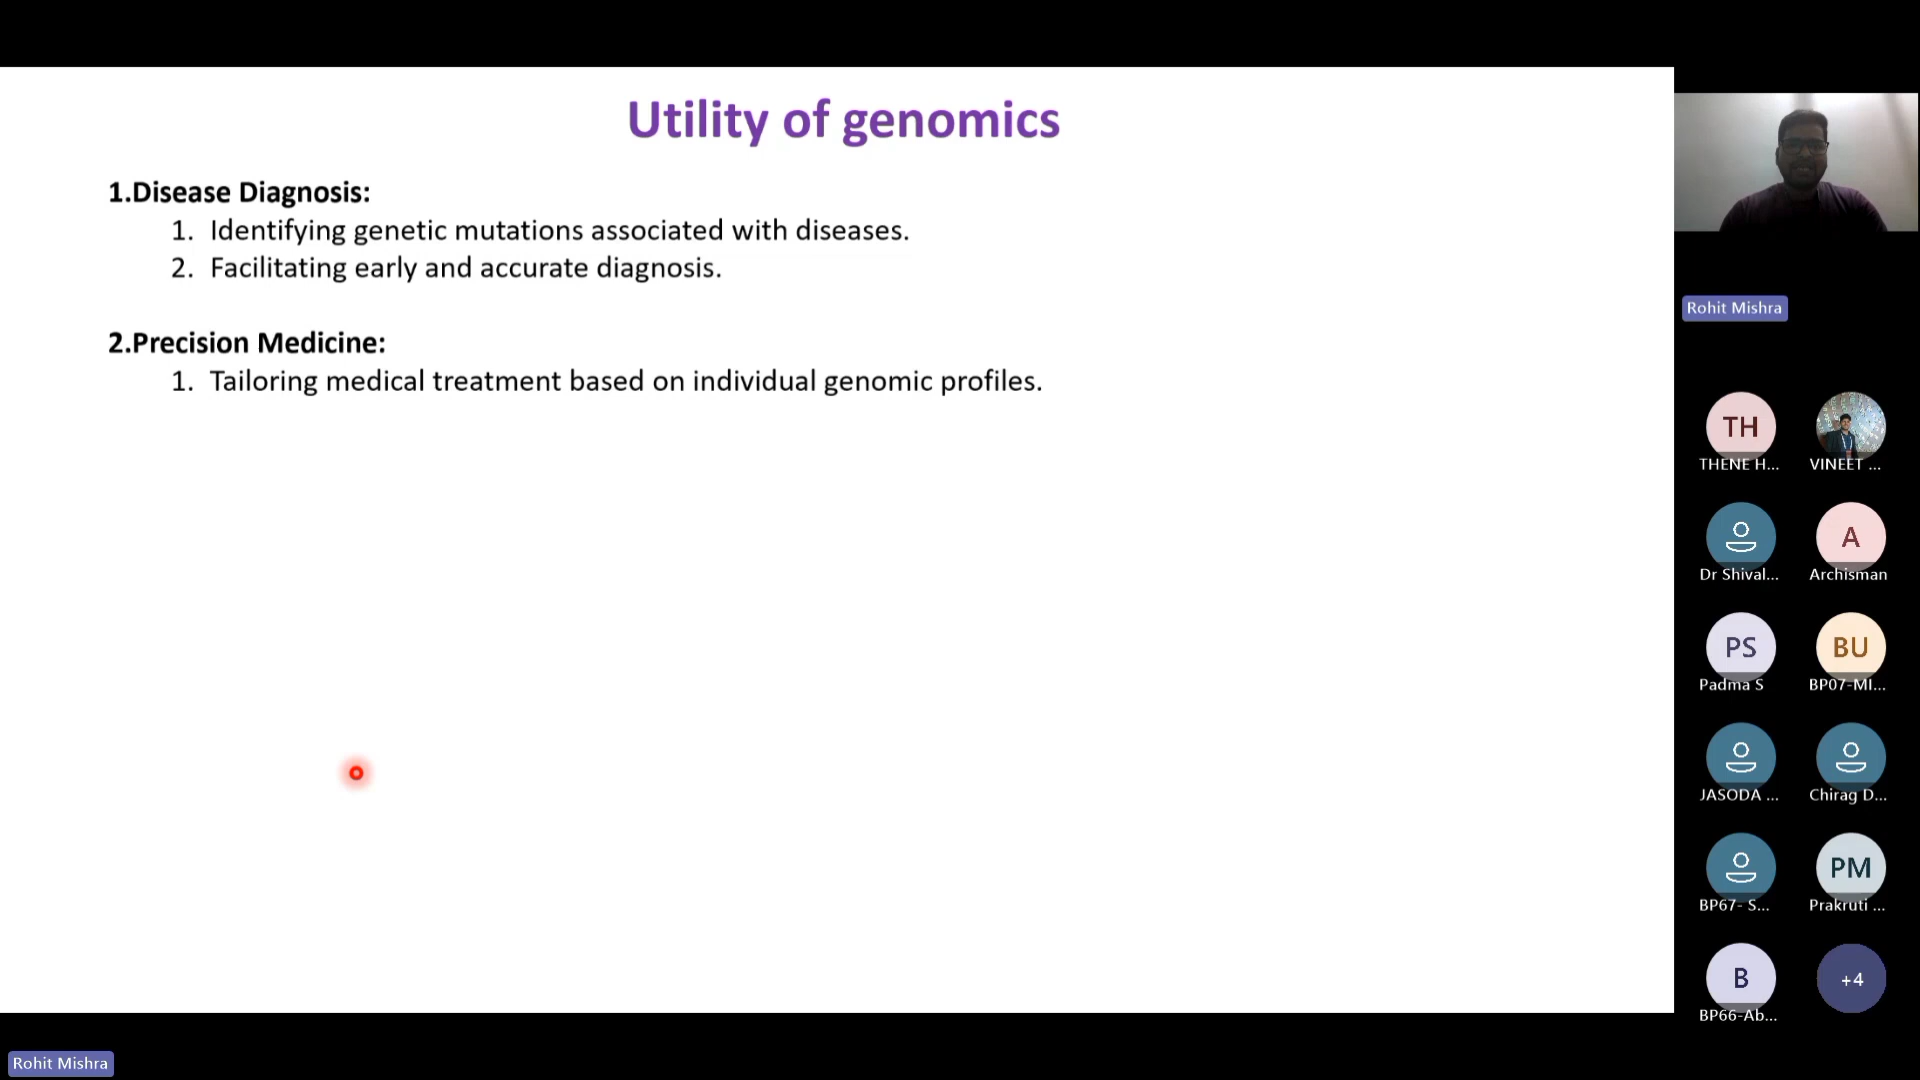 Utility of genomics
1.Disease Diagnosis:
1. Identifying genetic mutations associated with diseases.
2. Facilitating early and accurate diagnosis.
2.Precision Medicine:
1. Tailoring medical treatment based on individual genomic profiles.
Rohit Mishra
TH
THENE H...
VINEET ...
Dr Shival...
A
Archisman
PS
Padma S
BU
BP07-MI...
JASODA ...
Chirag D...
BP67- S...
PM
Prakruti ...
B
BP66-Ab...
+4
Rohit Mishra